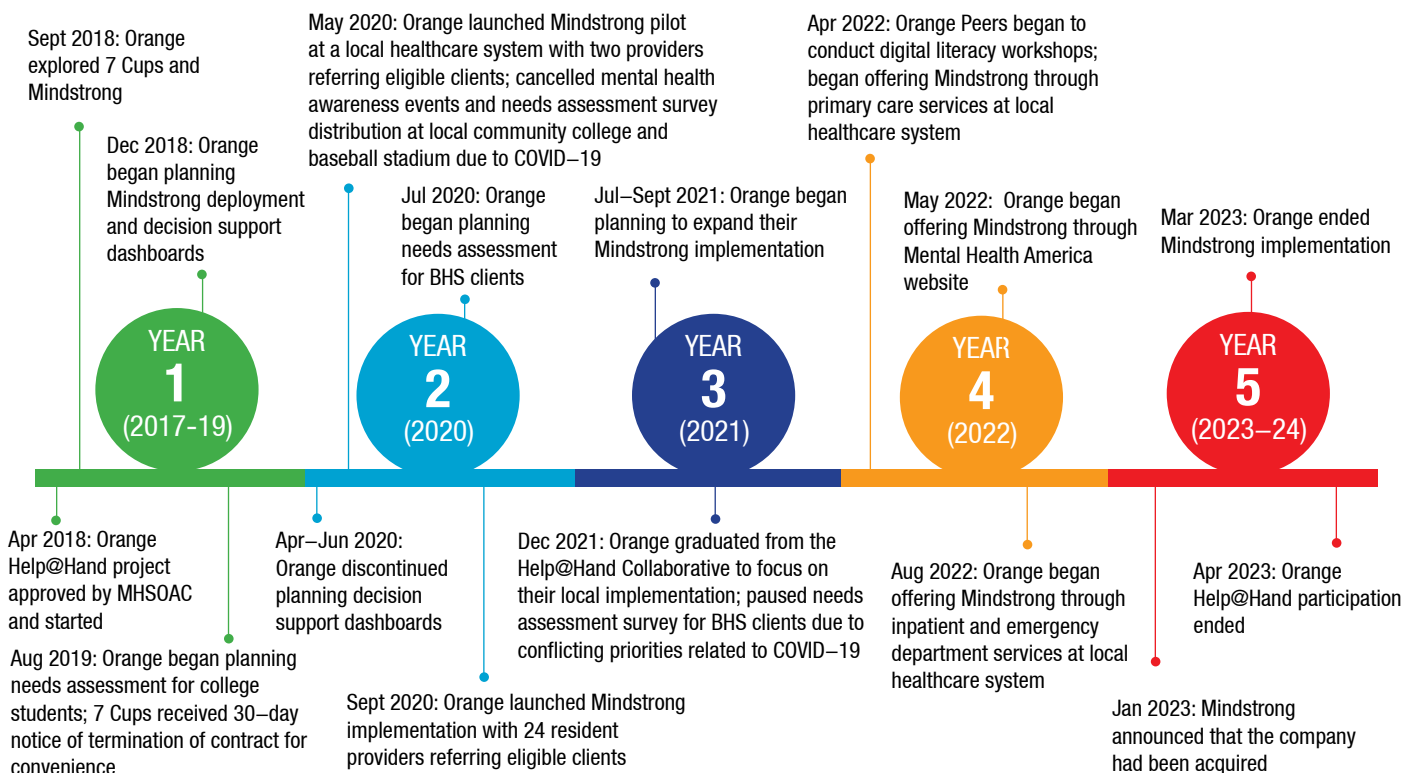 Sept 2018: Orange
explored 7 Cups and
Mindstrong
Dec 2018: Orange
began planning
Mindstrong deployment
and decision support
dashboards
May 2020: Orange launched Mindstrong pilot
at a local healthcare system with two providers
referring eligible clients; cancelled mental health
awareness events and needs assessment survey
distribution at local community college and
baseball stadium due to COVID–19
Jul 2020: Orange
began planning
needs assessment
for BHS clients
Jul–Sept 2021: Orange began
planning to expand their
Mindstrong implementation
Apr 2022: Orange Peers began to
conduct digital literacy workshops;
began offering Mindstrong through
primary care services at local
healthcare system
May 2022: Orange began
offering Mindstrong through
Mental Health America
website
Mar 2023: Orange ended
Mindstrong implementation
YEAR
1
(2017-19)
YEAR
2
(2020)
YEAR
3
(2021)
YEAR
4
(2022)
YEAR
5
(2023–24)
Apr 2018: Orange
Help@Hand project
approved by MHSOAC
and started
Aug 2019: Orange began planning
needs assessment for college
students; 7 Cups received 30–day
notice of termination of contract for
convenience
Apr–Jun 2020:
Orange discontinued
planning decision
support dashboards
Sept 2020: Orange launched Mindstrong
implementation with 24 resident
providers referring eligible clients
Dec 2021: Orange graduated from the
Help@Hand Collaborative to focus on
their local implementation; paused needs
assessment survey for BHS clients due to
conflicting priorities related to COVID–19
Aug 2022: Orange began
offering Mindstrong through
inpatient and emergency
department services at local
healthcare system
Jan 2023: Mindstrong
announced that the company
had been acquired
Apr 2023: Orange
Help@Hand participation
ended